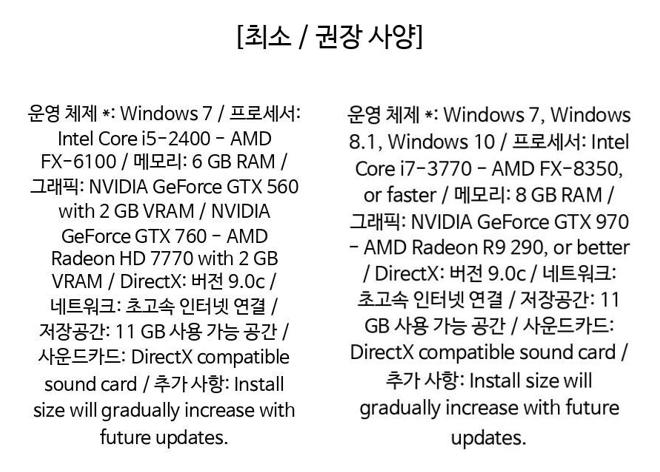 [최소 / 권장 사양]
운영 체제 *: Windows 7 / 프로세서:
Intel Core i5-2400 - AMD
FX-6100 / 메모리: 6 GB RAM /
그래픽: NVIDIA GeForce GTX 560
with 2 GB VRAM / NVIDIA
GeForce GTX 760 - AMD
Radeon HD 7770 with 2 GB
VRAM / DirectX: 버전 9.0c /
네트워크: 초고속 인터넷 연결 /
저장공간: 11 GB 사용 가능 공간 /
사운드카드: DirectX compatible
sound card / 추가 사항: Install
size will gradually increase with
future updates.
운영 체제 *: Windows 7, Windows
8.1, Windows 10 / 프로세서: Intel
Core i7-3770 - AMD FX-8350,
or faster / 메모리: 8 GB RAM /
그래픽: NVIDIA GeForce GTX 970
- AMD Radeon R9 290, or better
/ DirectX: 버전 9.0c / 네트워크:
초고속 인터넷 연결 / 저장공간: 11
GB 사용 가능 공간 / 사운드카드:
DirectX compatible sound card /
추가 사항: Install size will
gradually increase with future
updates.